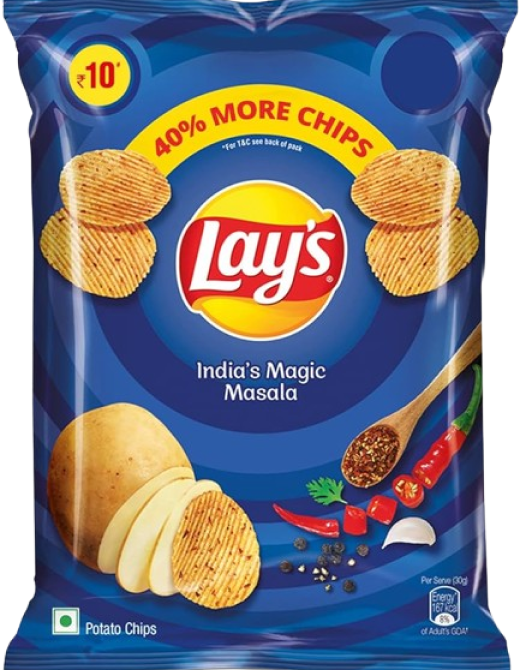 ₹10#
40% MORE CHIPS
*For T&C see back of pack
Lay's®
India's Magic
Masala
Per Serve (30g)
Energy
167 kcal
8%
of Adult's GDA#
Potato Chips